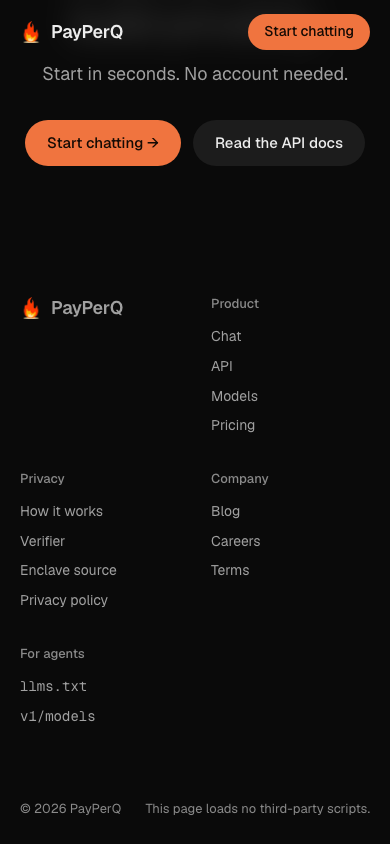 PayPerQ
Start chatting
Start in seconds. No account needed.
Start chatting →
Read the API docs
PayPerQ
Product
Chat
API
Models
Pricing
Privacy
How it works
Verifier
Enclave source
Privacy policy
Company
Blog
Careers
Terms
For agents
llms.txt
v1/models
© 2026 PayPerQ
This page loads no third-party scripts.